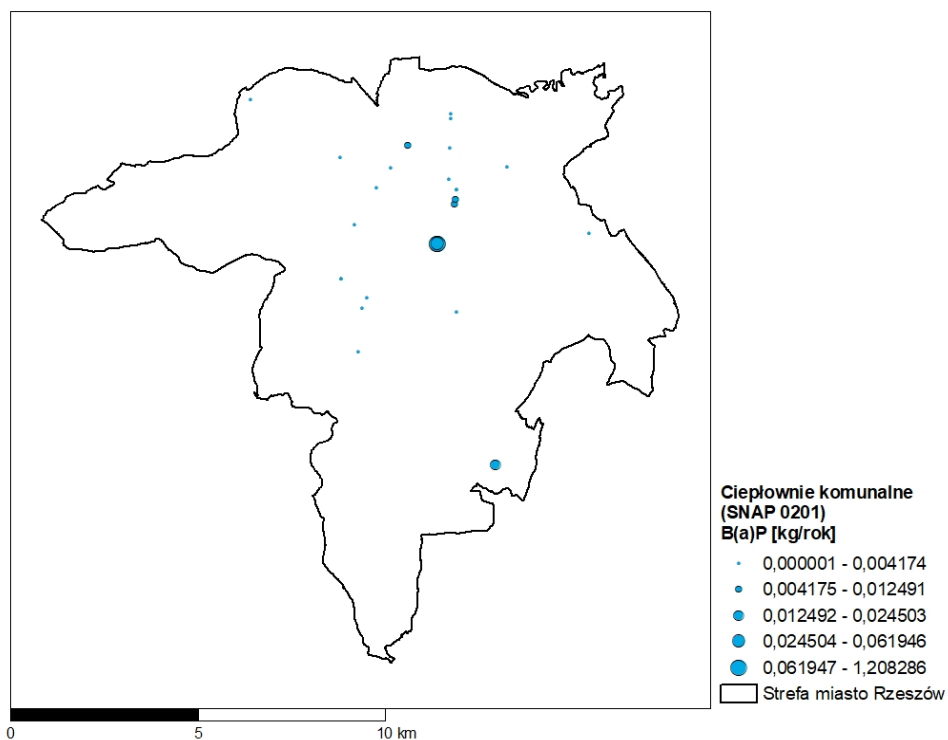 Ciepłownie komunalne
(SNAP 0201)
B(a)P [kg/rok]
0,000001 - 0,004174
0,004175 - 0,012491
0,012492 - 0,024503
0,024504 - 0,061946
0,061947 - 1,208286
Strefa miasto Rzeszów
0 5 10 km